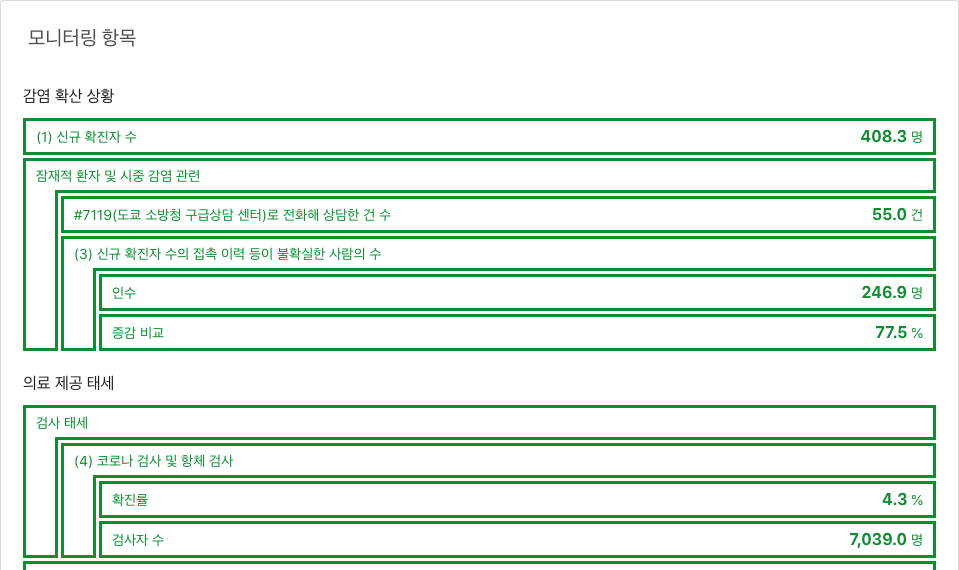 모니터링 항목
감염 확산 상황
(1) 신규 확진자 수 408.3 명
잠재적 환자 및 시중 감염 관련
#7119(도쿄 소방청 구급상담 센터)로 전화해 상담한 건 수 55.0 건
(3) 신규 확진자 수의 접촉 이력 등이 불확실한 사람의 수
인수 246.9 명
증감 비교 77.5 %
의료 제공 태세
검사 태세
(4) 코로나 검사 및 항체 검사
확진률 4.3 %
검사자 수 7,039.0 명